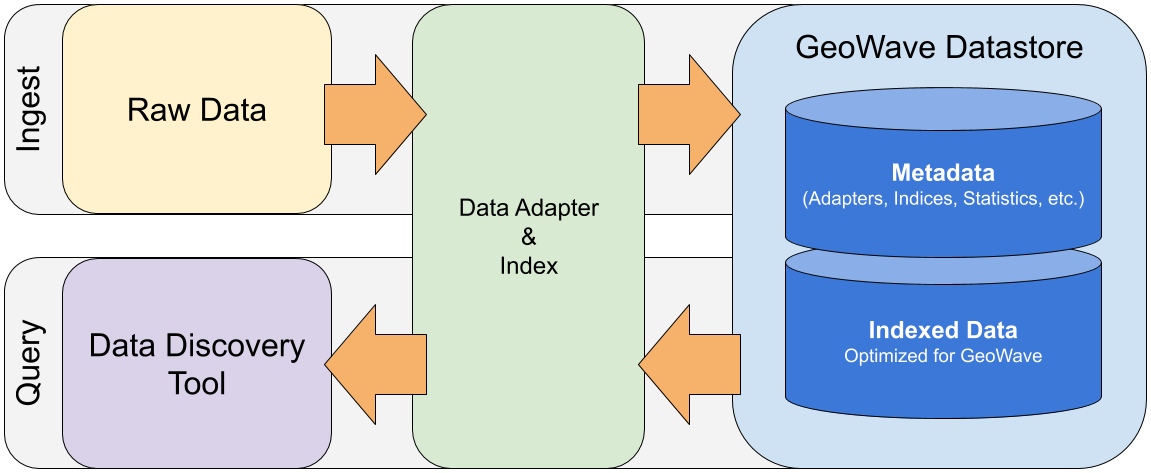 Ingest
Raw Data
Data Adapter
&
Index
GeoWave Datastore
Metadata
(Adapters, Indices, Statistics, etc.)
Indexed Data
Optimized for GeoWave
Query
Data Discovery
Tool